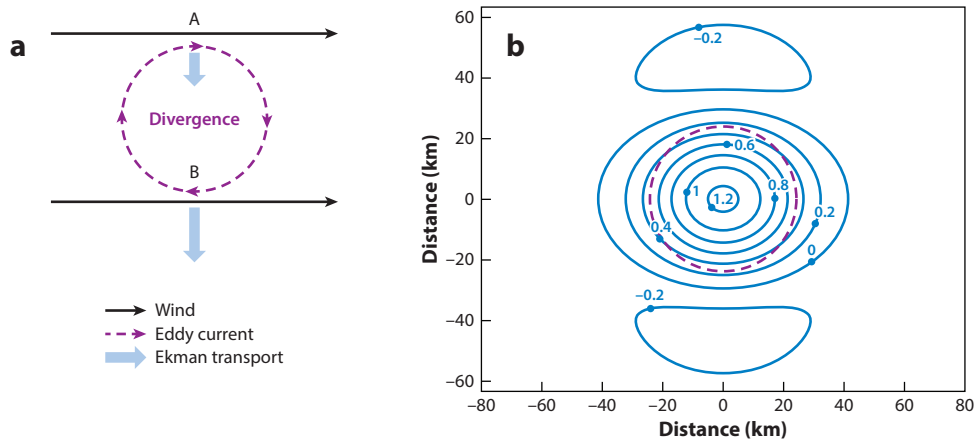 a
A
Divergence
B
Wind
Eddy current
Ekman transport
b
Distance (km)
60
40
20
0
–20
–40
–60
–80
–60
–40
–20
0
20
40
60
80
Distance (km)
–0.2
0.6
1
1.2
0.8
0.4
0.2
0
–0.2